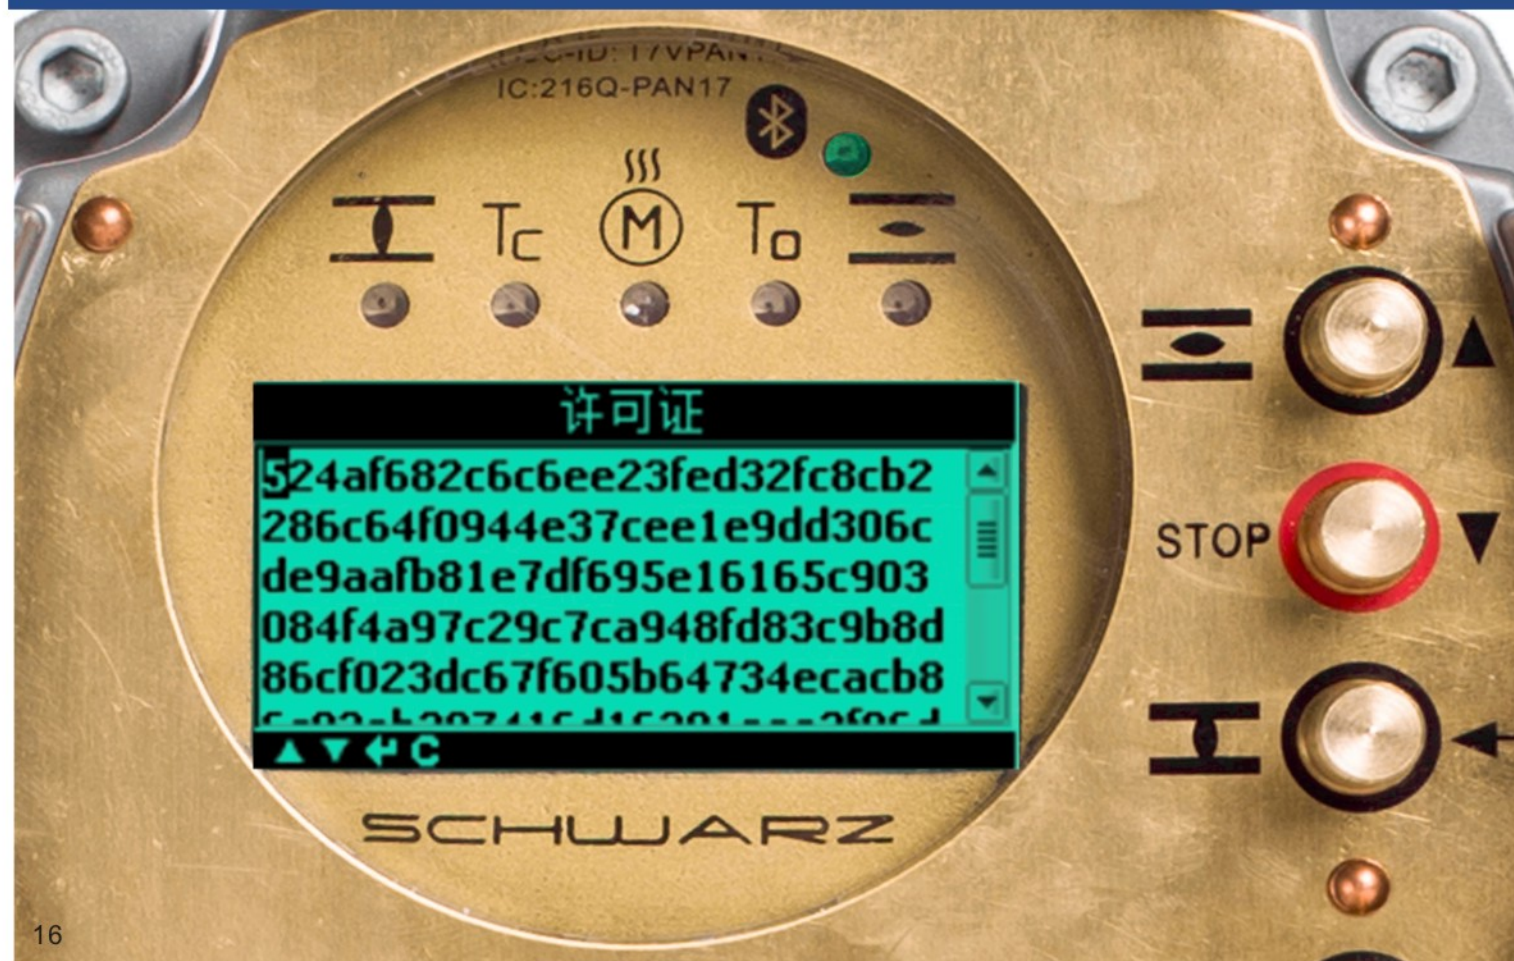 IC:216Q-PAN17
Tc
M
To
许可证
524af682c6c6ee23fed32fc8cb2
286c64f0944e37cee1e9dd306c
de9aafb81e7df695e16165c903
084f4a97c29c7ca948fd83c9b8d
86cf023dc67f605b64734ecacb8
C
STOP
SCHWARZ
16